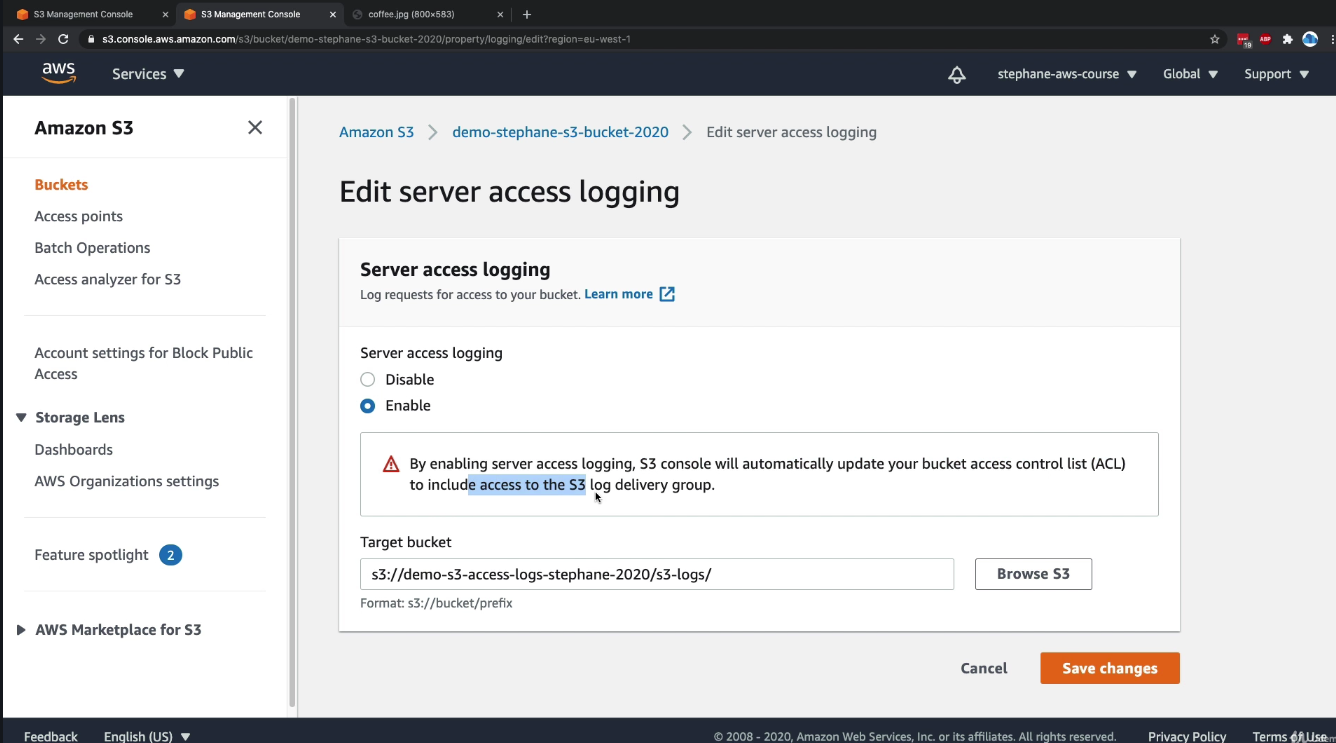 S3 Management Console
S3 Management Console
coffee.jpg (800×583)
s3.console.aws.amazon.com/s3/bucket/demo-stephane-s3-bucket-2020/property/logging/edit?region=eu-west-1
19
ABP
aws
Services
stephane-aws-course
Global
Support
Amazon S3
Amazon S3
demo-stephane-s3-bucket-2020
Edit server access logging
Buckets
Access points
Batch Operations
Access analyzer for S3
Account settings for Block Public
Access
Storage Lens
Dashboards
AWS Organizations settings
Feature spotlight 2
AWS Marketplace for S3
Edit server access logging
Server access logging
Log requests for access to your bucket. Learn more
Server access logging
Disable
Enable
By enabling server access logging, S3 console will automatically update your bucket access control list (ACL)
to include access to the S3 log delivery group.
Target bucket
s3://demo-s3-access-logs-stephane-2020/s3-logs/
Browse S3
Format: s3://bucket/prefix
Cancel
Save changes
Feedback
English (US)
© 2008 - 2020, Amazon Web Services, Inc. or its affiliates. All rights reserved.
Privacy Policy
Terms of Use